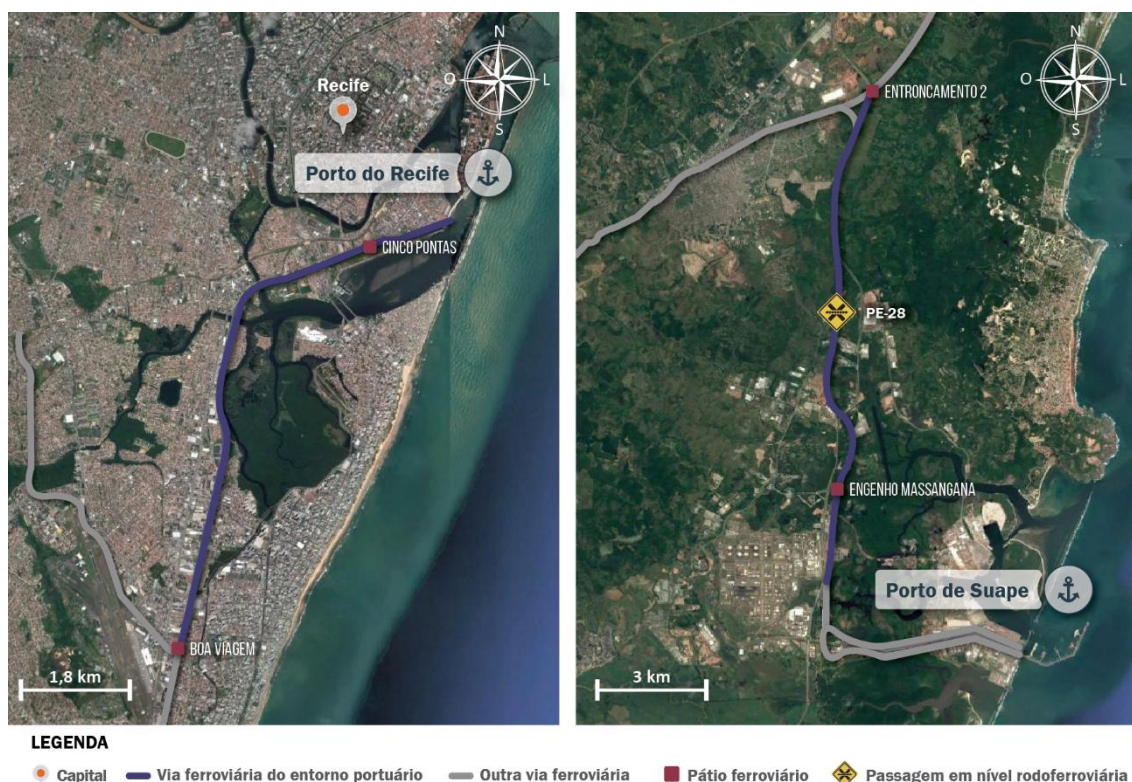 N
O
L
S
Recife
Porto do Recife
CINCO PONTAS
BOA VIAGEM
1,8 km
N
O
L
S
ENTRONCAMENTO 2
PE-28
ENGENHO MASSANGANA
Porto de Suape
3 km
LEGENDA
Capital
Via ferroviária do entorno portuário
Outra via ferroviária
Pátio ferroviário
Passagem em nível rodoferroviária